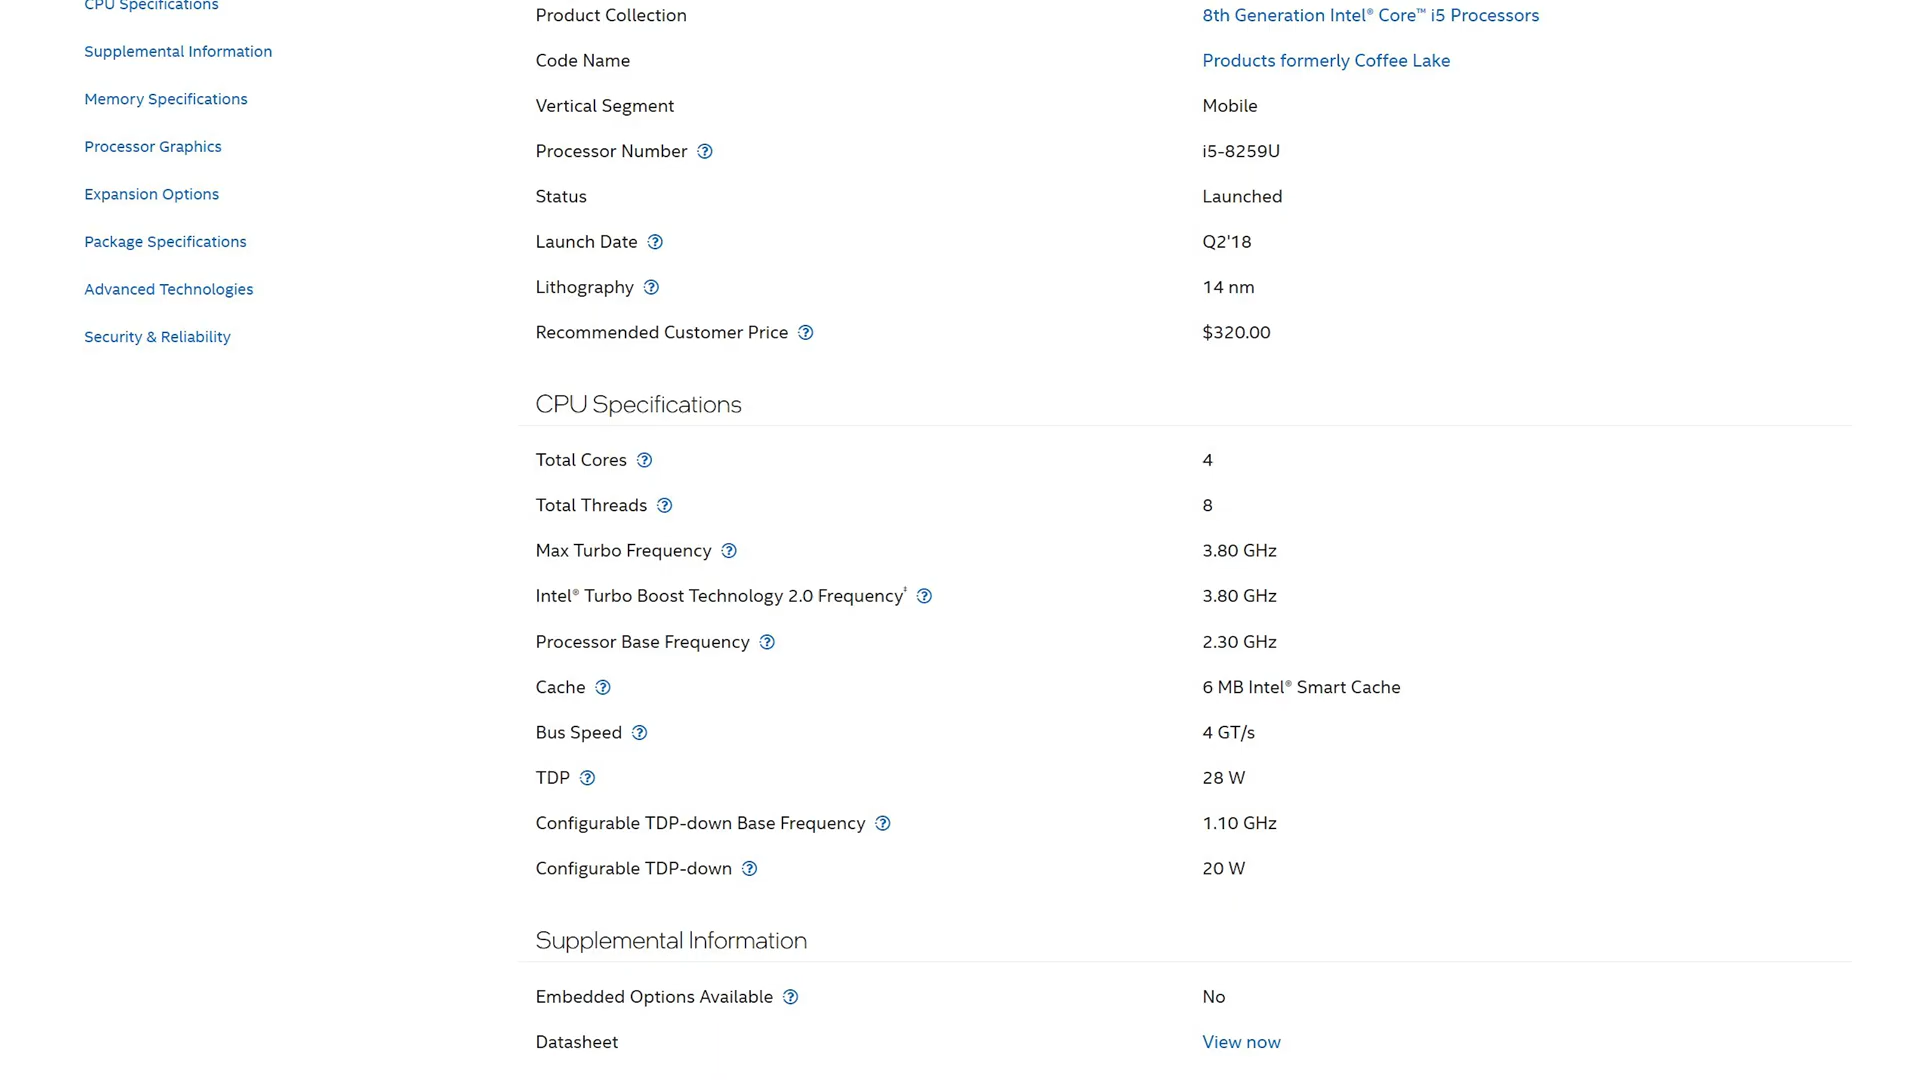 CPU Specifications
Supplemental Information
Memory Specifications
Processor Graphics
Expansion Options
Package Specifications
Advanced Technologies
Security & Reliability
Product Collection 8th Generation Intel® Core™ i5 Processors
Code Name Products formerly Coffee Lake
Vertical Segment Mobile
Processor Number ? i5-8259U
Status Launched
Launch Date ? Q2'18
Lithography ? 14 nm
Recommended Customer Price ? $320.00
CPU Specifications
Total Cores ? 4
Total Threads ? 8
Max Turbo Frequency ? 3.80 GHz
Intel® Turbo Boost Technology 2.0 Frequency‡ ? 3.80 GHz
Processor Base Frequency ? 2.30 GHz
Cache ? 6 MB Intel® Smart Cache
Bus Speed ? 4 GT/s
TDP ? 28 W
Configurable TDP-down Base Frequency ? 1.10 GHz
Configurable TDP-down ? 20 W
Supplemental Information
Embedded Options Available ? No
Datasheet View now